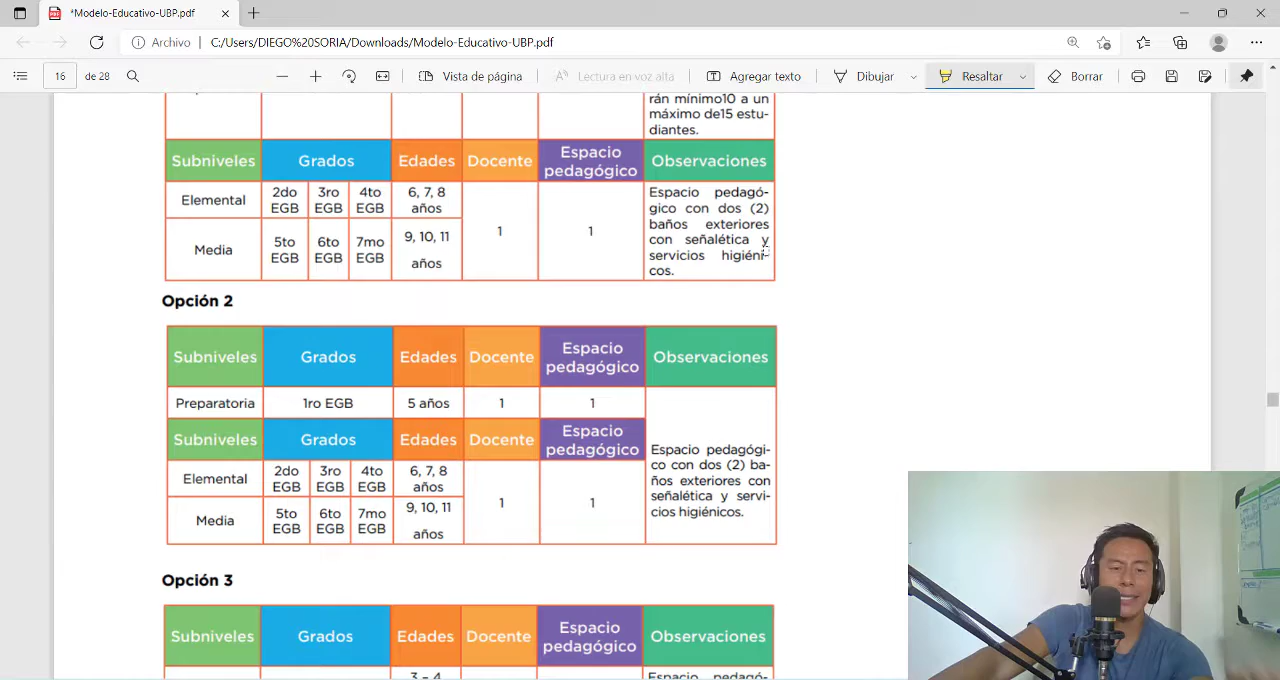 *Modelo-Educativo-UBP.pdf
Archivo
C:/Users/DIEGO%20SORIA/Downloads/Modelo-Educativo-UBP.pdf
16
de 28
Vista de página
Lectura en voz alta
Agregar texto
Dibujar
Resaltar
Borrar
rán mínimo10 a un
máximo de15 estu-
diantes.
Subniveles Grados Edades Docente Espacio pedagógico Observaciones
Elemental
2do EGB
3ro EGB
4to EGB
6, 7, 8 años
Media
5to EGB
6to EGB
7mo EGB
9, 10, 11 años
1
1
Espacio pedagó-
gico con dos (2)
baños exteriores
con señalética y
servicios higiéni-
cos.
Opción 2
Subniveles Grados Edades Docente Espacio pedagógico Observaciones
Preparatoria 1ro EGB 5 años 1 1
Subniveles Grados Edades Docente Espacio pedagógico
Elemental
2do EGB
3ro EGB
4to EGB
6, 7, 8 años
Media
5to EGB
6to EGB
7mo EGB
9, 10, 11 años
1
1
Espacio pedagógi-
co con dos (2) ba-
ños exteriores con
señalética y servi-
cios higiénicos.
Opción 3
Subniveles Grados Edades Docente Espacio pedagógico Observaciones
3 – 4
Espacio pedagó-